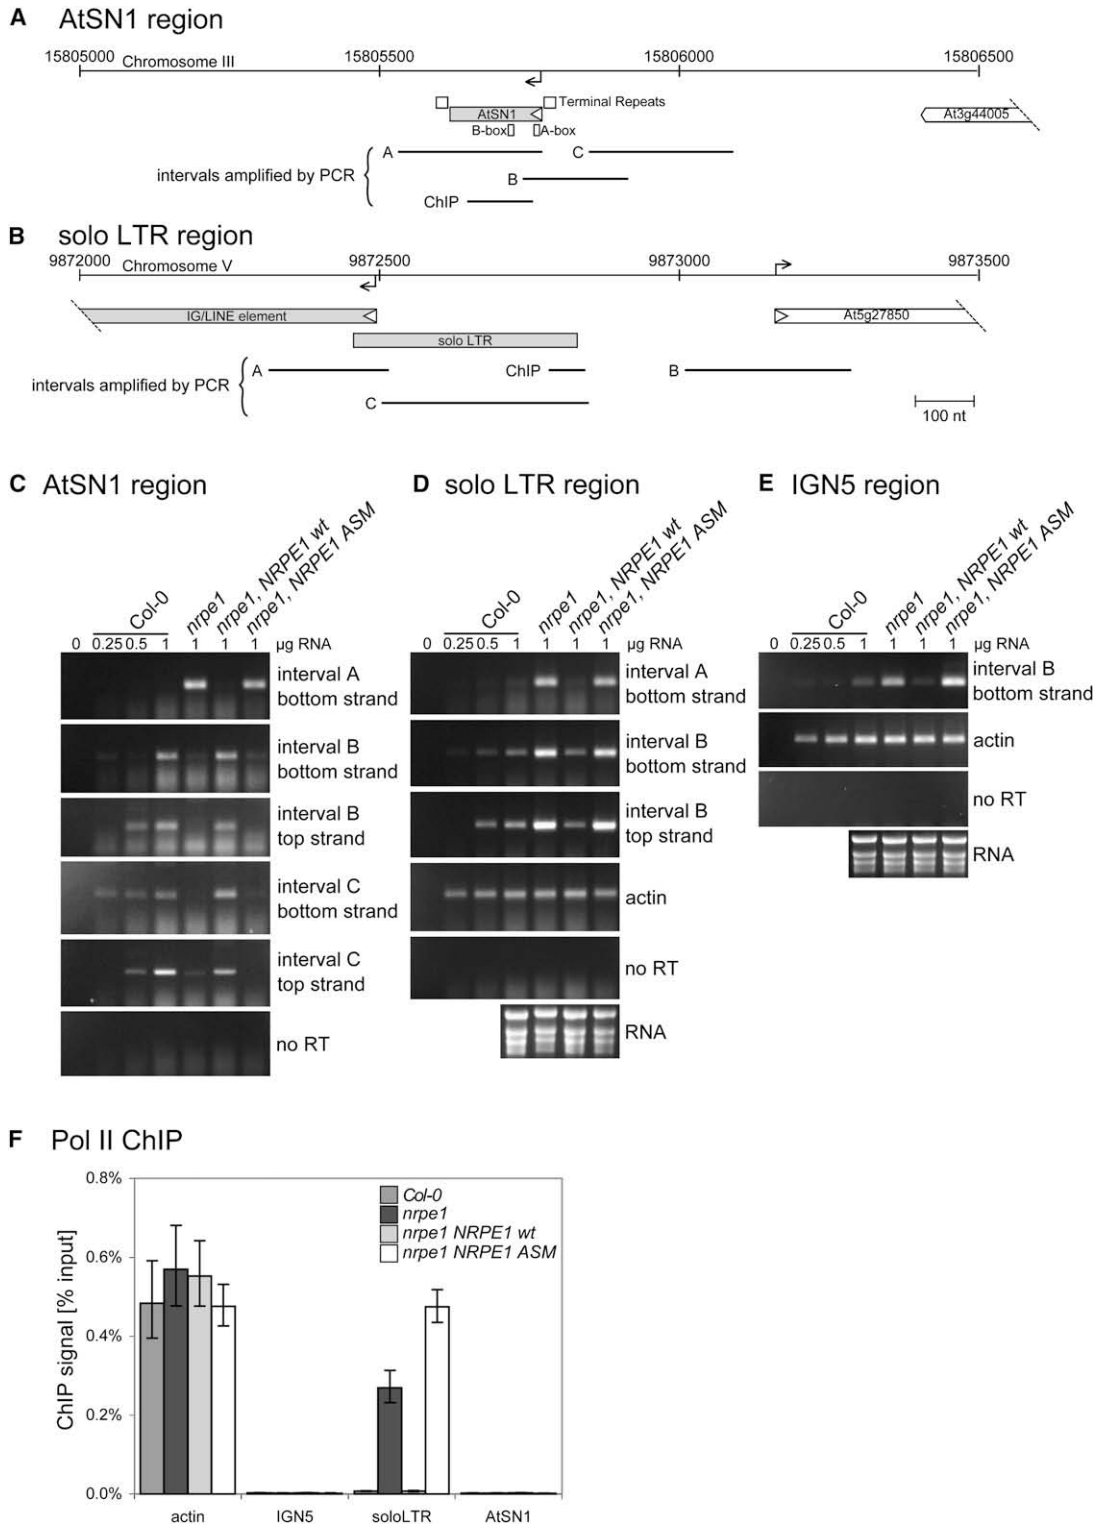 A AtSN1 region
15805000 Chromosome III 15805500 15806000 15806500
Terminal Repeats
AtSN1
At3g44005
B-box A-box
intervals amplified by PCR
A C
B
ChIP
B solo LTR region
9872000 Chromosome V 9872500 9873000 9873500
IG/LINE element At5g27850
solo LTR
intervals amplified by PCR
A ChIP B
C
100 nt
C AtSN1 region
Col-0 nrpe1 nrpe1, NRPE1 wt nrpe1, NRPE1 ASM
0 0.25 0.5 1 1 1 1 µg RNA
interval A
bottom strand
interval B
bottom strand
interval B
top strand
interval C
bottom strand
interval C
top strand
no RT
D solo LTR region
Col-0 nrpe1 nrpe1, NRPE1 wt nrpe1, NRPE1 ASM
0 0.25 0.5 1 1 1 1 µg RNA
interval A
bottom strand
interval B
bottom strand
interval B
top strand
actin
no RT
RNA
E IGN5 region
Col-0 nrpe1 nrpe1, NRPE1 wt nrpe1, NRPE1 ASM
0 0.25 0.5 1 1 1 1 µg RNA
interval B
bottom strand
actin
no RT
RNA
F Pol II ChIP
ChIP signal [% input]
0.8%
0.6%
0.4%
0.2%
0.0%
Col-0
nrpe1
nrpe1 NRPE1 wt
nrpe1 NRPE1 ASM
actin IGN5 soloLTR AtSN1